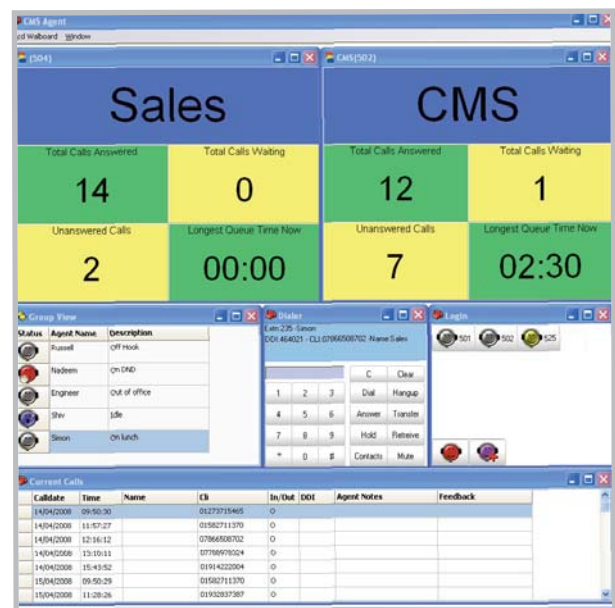 CMS Agent
rd Wallboard Window
(504)
CMS(502)
Sales
CMS
Total Calls Answered
Total Calls Waiting
Total Calls Answered
Total Calls Waiting
14
0
12
1
Unanswered Calls
Longest Queue Time Now
Unanswered Calls
Longest Queue Time Now
2
00:00
7
02:30
Group View
Dialer
Login
Status Agent Name Description
Russell Off Hook
Nadeem On DND
Engineer Out of office
Shiv Idle
Simon On lunch
Extn:235 -Simon
DDI:464021 - CLI:07866508702 -Name:Sales
C Clear
1 2 3 Dial Hangup
4 5 6 Answer Transfer
7 8 9 Hold Retreive
* 0 # Contacts Mute
501 502 525
Current Calls
Calldate Time Name Cli In/Out DDI Agent Notes Feedback
14/04/2008 09:50:30 01273715465 O
14/04/2008 11:57:27 01582711370 O
14/04/2008 12:16:12 07866508702 O
14/04/2008 13:10:11 07788978024 O
14/04/2008 15:43:52 01914222004 O
15/04/2008 09:50:29 01582711370 O
15/04/2008 11:28:26 01932837387 O